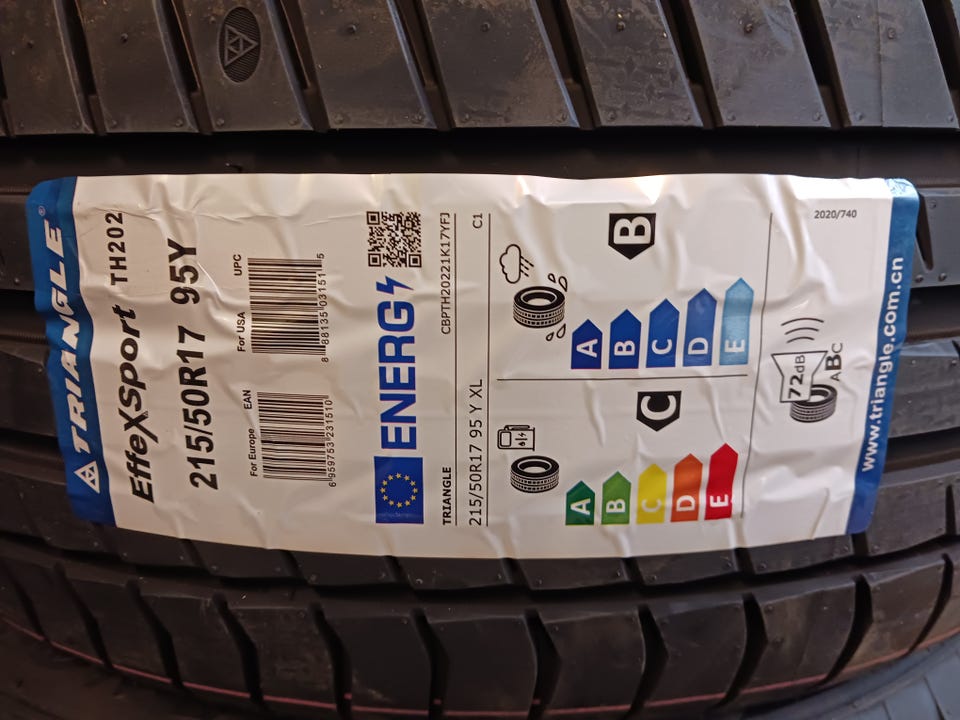 TRIANGLE®
EffeXSport TH202
215/50R17 95Y
For Europe EAN
6 959753 231510
For USA UPC
8 88135 03151 5
ENERG
TRIANGLE
CBPTH20221K17YFJ
215/50R17 95 Y XL
C1
A
B
C
D
E
C
A
B
C
D
E
B
72dB
ABC
2020/740
www.triangle.com.cn